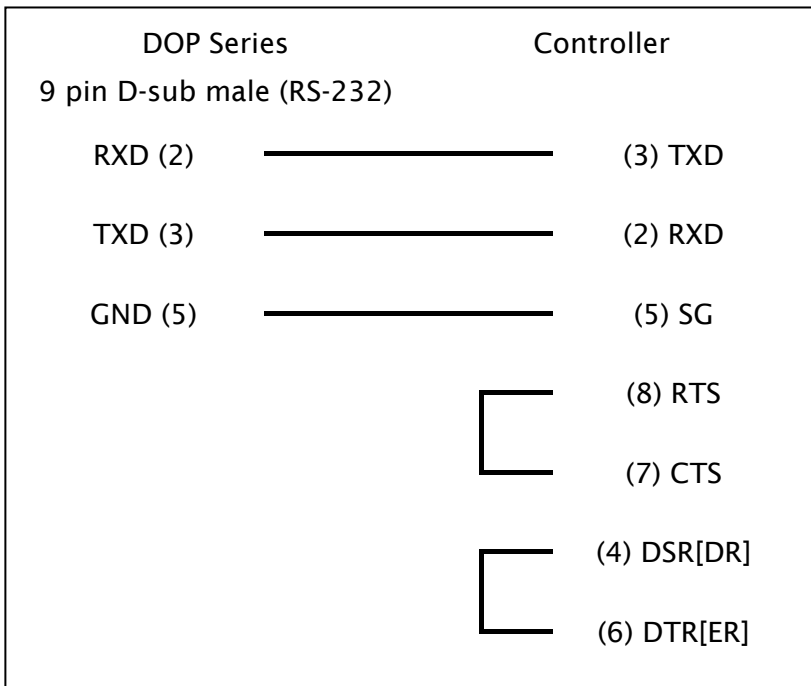 DOP Series Controller
9 pin D-sub male (RS-232)
RXD (2) (3) TXD
TXD (3) (2) RXD
GND (5) (5) SG
(8) RTS
(7) CTS
(4) DSR[DR]
(6) DTR[ER]